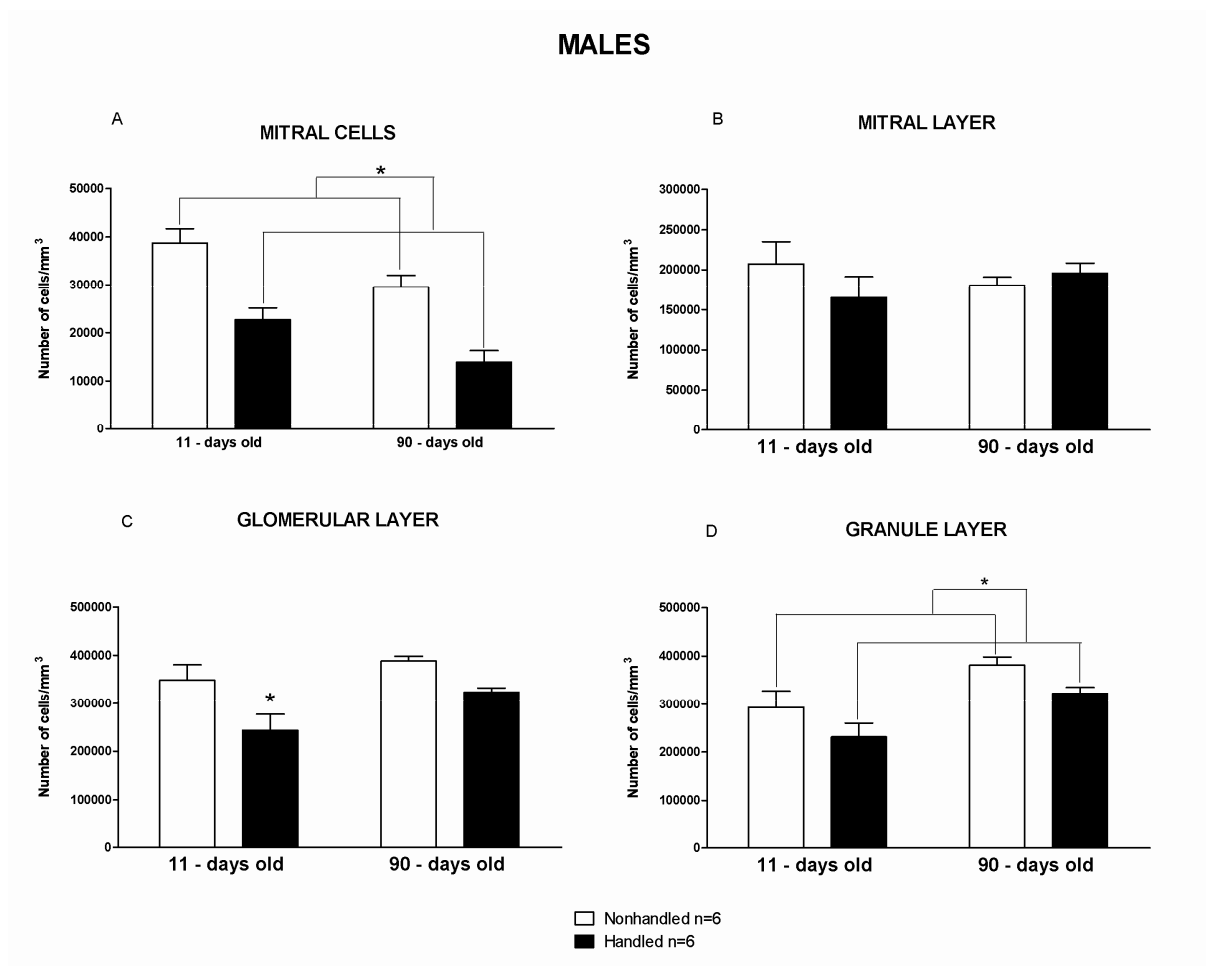 MALES
A
MITRAL CELLS
*
50000
40000
30000
20000
10000
0
Number of cells/mm³
11 - days old
90 - days old
B
MITRAL LAYER
300000
250000
200000
150000
100000
50000
0
Number of cells/mm³
11 - days old
90 - days old
C
GLOMERULAR LAYER
500000
400000
300000
200000
100000
0
Number of cells/mm³
*
11 - days old
90 - days old
D
GRANULE LAYER
*
500000
400000
300000
200000
100000
0
Number of cells/mm³
11 - days old
90 - days old
Nonhandled n=6
Handled n=6